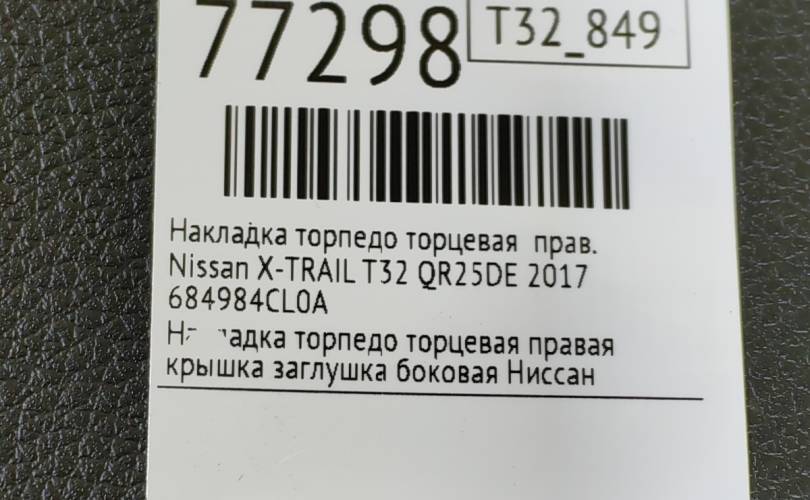 77298
T32_849
Накладка торпедо торцевая прав.
Nissan X-TRAIL T32 QR25DE 2017
684984CL0A
торпедо торцевая правая
крышка заглушка боковая Ниссан